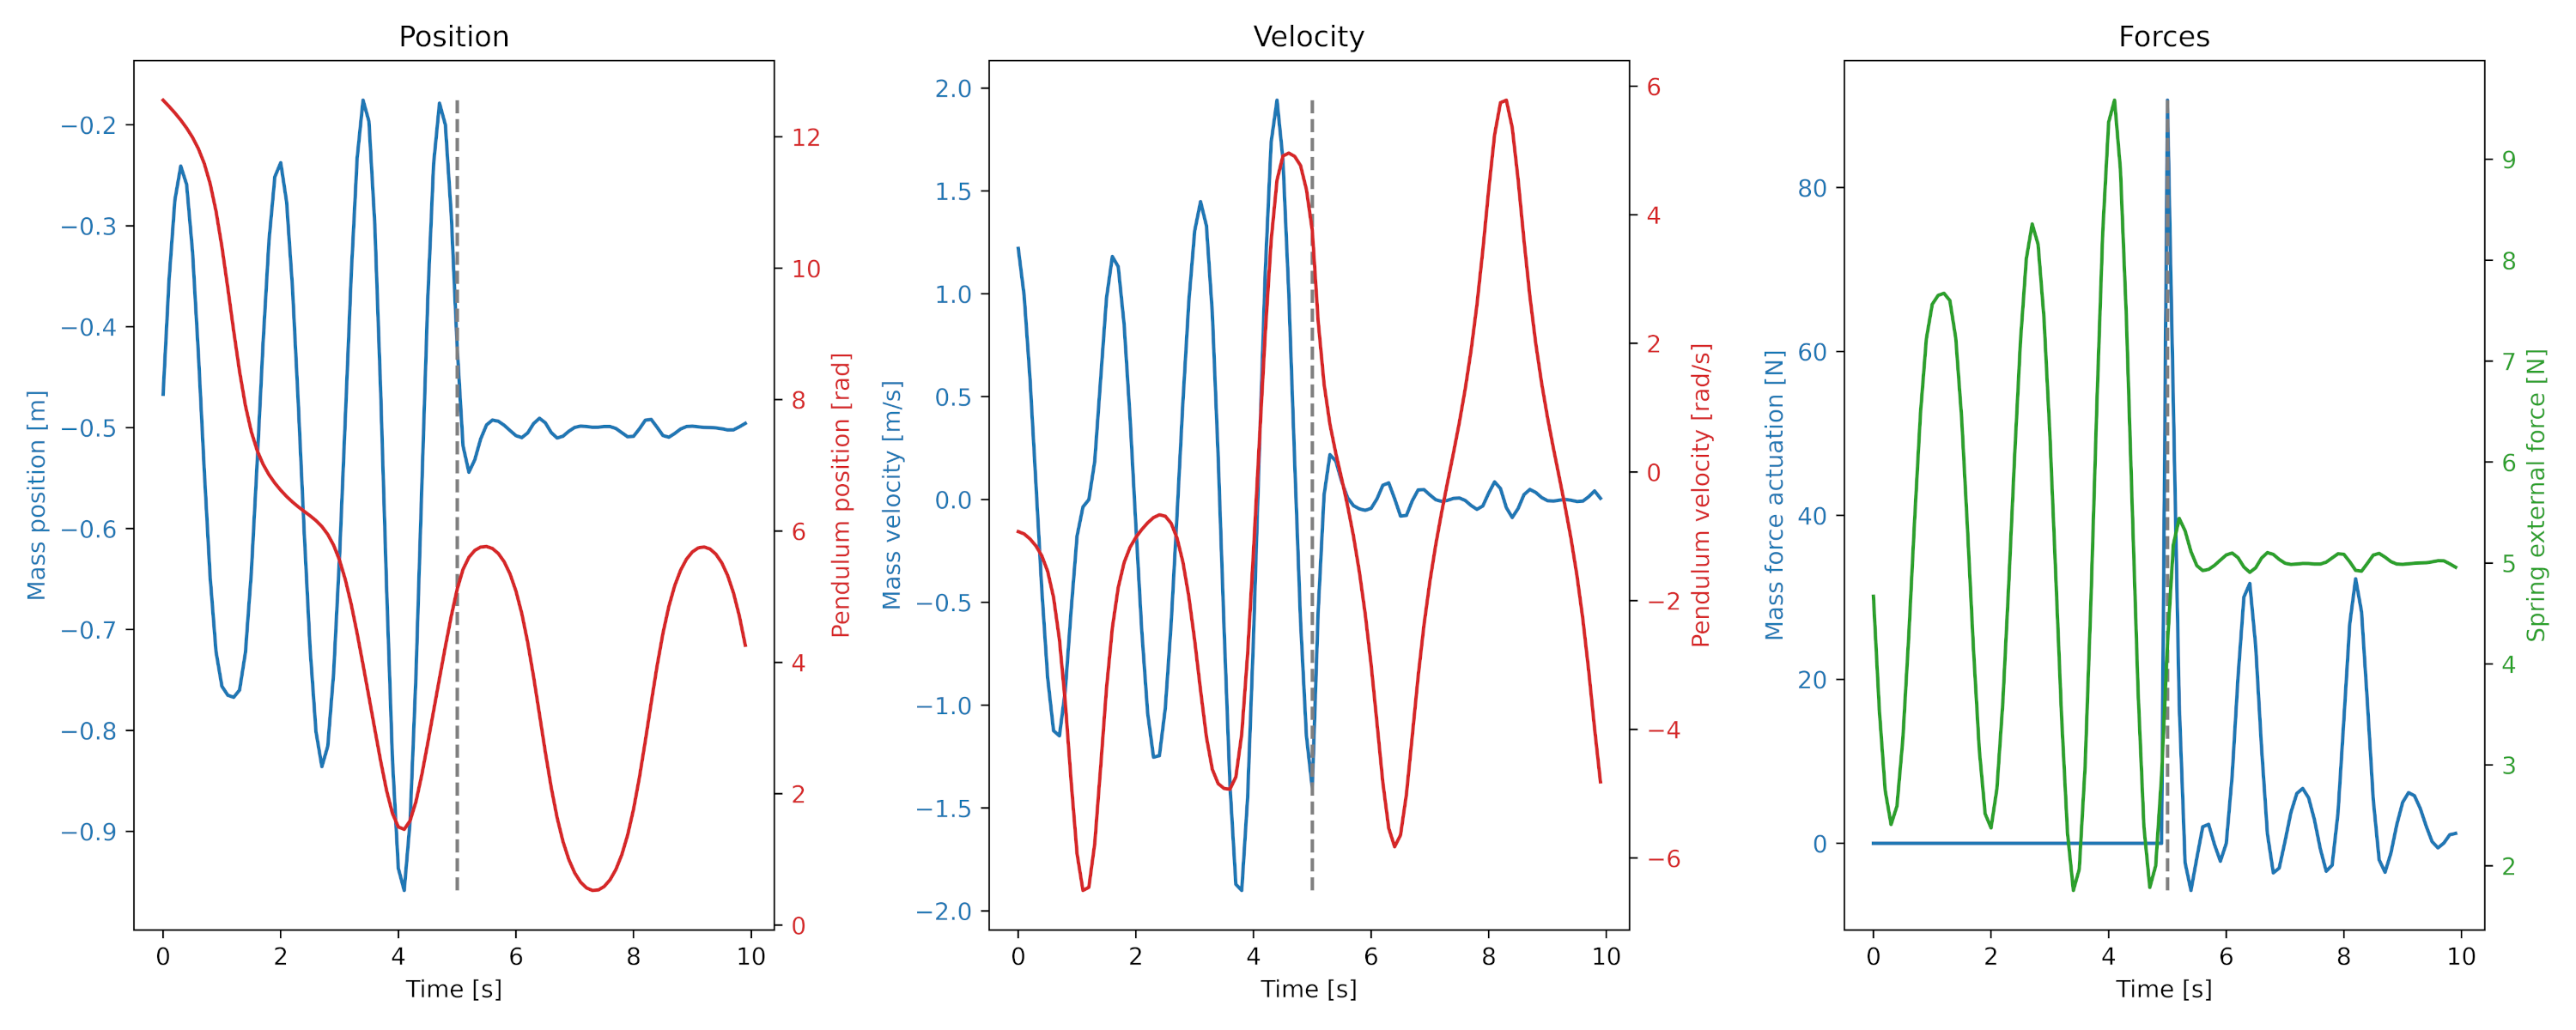 Position
−0.2
−0.3
−0.4
−0.5
−0.6
−0.7
−0.8
−0.9
Mass position [m]
12
10
8
6
4
2
0
Pendulum position [rad]
0 2 4 6 8 10
Time [s]
Velocity
2.0
1.5
1.0
0.5
0.0
−0.5
−1.0
−1.5
−2.0
Mass velocity [m/s]
6
4
2
0
−2
−4
−6
Pendulum velocity [rad/s]
0 2 4 6 8 10
Time [s]
Forces
80
60
40
20
0
Mass force actuation [N]
9
8
7
6
5
4
3
2
Spring external force [N]
0 2 4 6 8 10
Time [s]